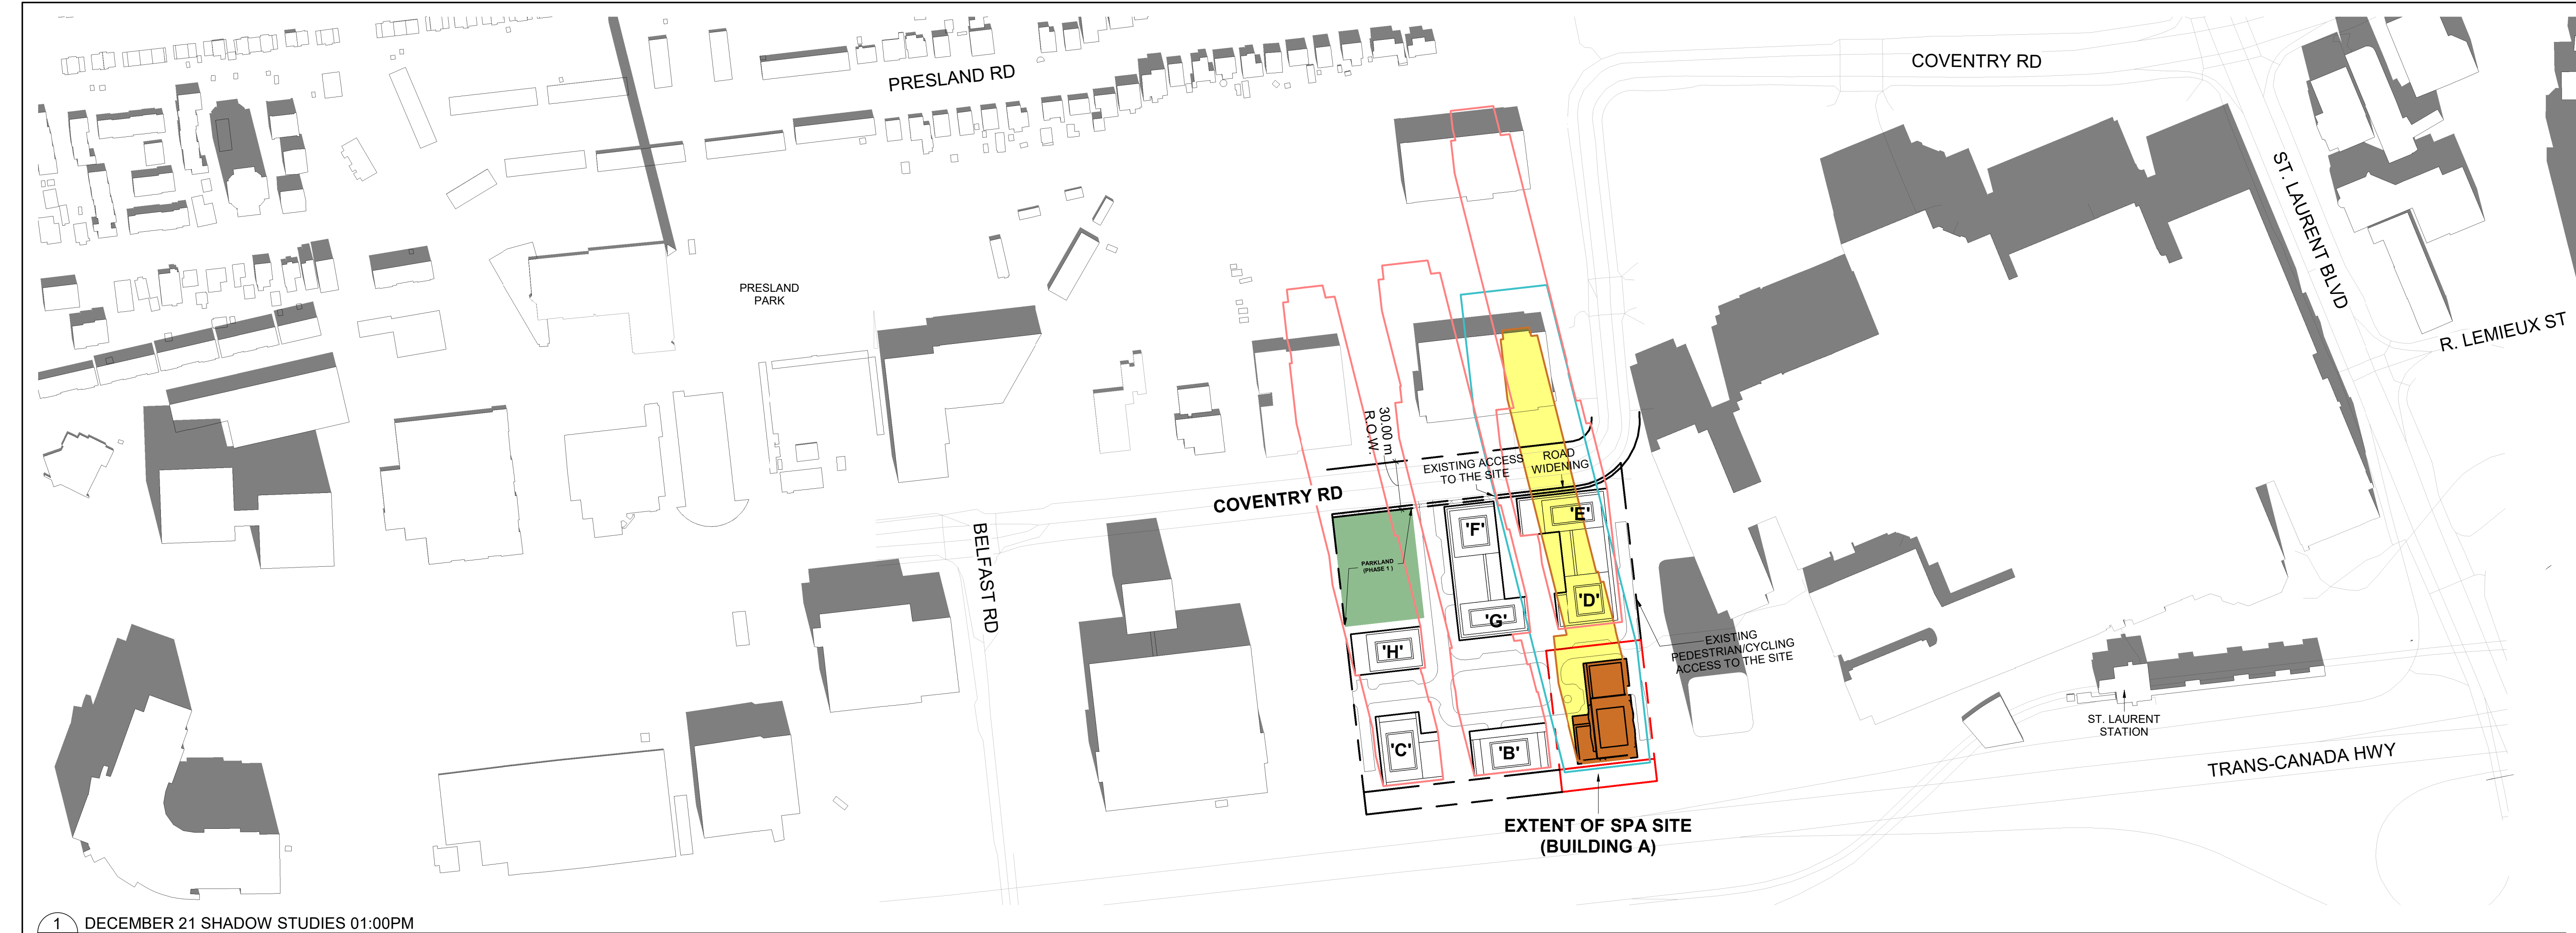 PRESLAND RD
COVENTRY RD
ST. LAURENT BLVD
R. LEMIEUX ST
PRESLAND
PARK
30.00 m
R.O.W.
EXISTING ACCESS
TO THE SITE
ROAD
WIDENING
COVENTRY RD
BELFAST RD
'F'
'E'
PARKLAND
(PHASE 1 )
'G'
'D'
'H'
EXISTING
PEDESTRIAN/CYCLING
ACCESS TO THE SITE
'C'
'B'
ST. LAURENT
STATION
TRANS-CANADA HWY
EXTENT OF SPA SITE
(BUILDING A)
1
DECEMBER 21 SHADOW STUDIES 01:00PM